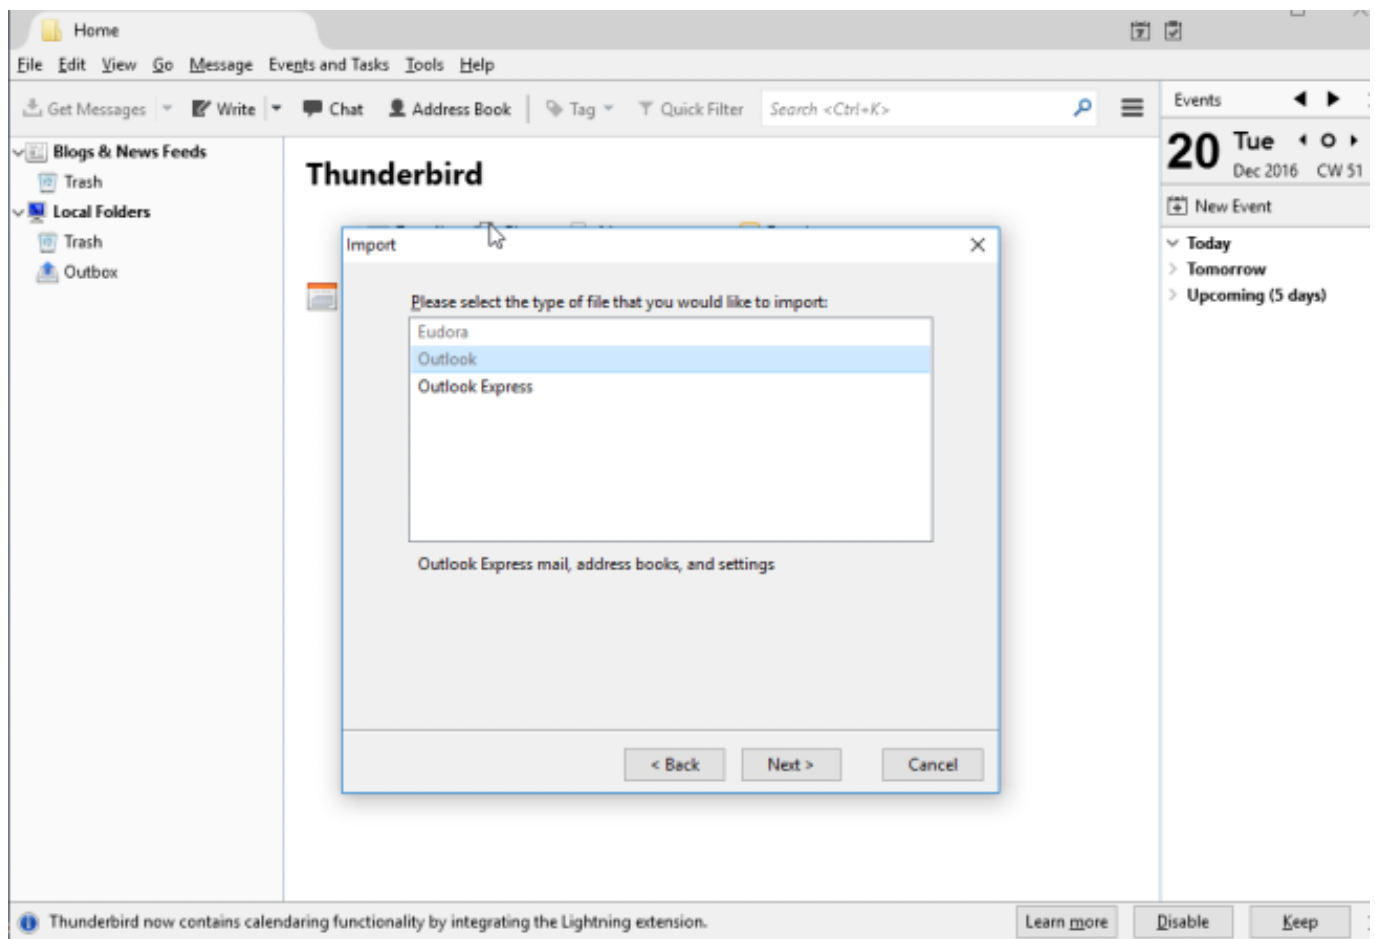 Home
File Edit View Go Message Events and Tasks Tools Help
Get Messages Write Chat Address Book Tag Quick Filter Search <Ctrl+K>
Events
Blogs & News Feeds
Trash
Local Folders
Trash
Outbox
Thunderbird
Import
Please select the type of file that you would like to import:
Eudora
Outlook
Outlook Express
Outlook Express mail, address books, and settings
< Back Next > Cancel
20 Tue
Dec 2016 CW 51
New Event
Today
Tomorrow
Upcoming (5 days)
Thunderbird now contains calendaring functionality by integrating the Lightning extension. Learn more Disable Keep